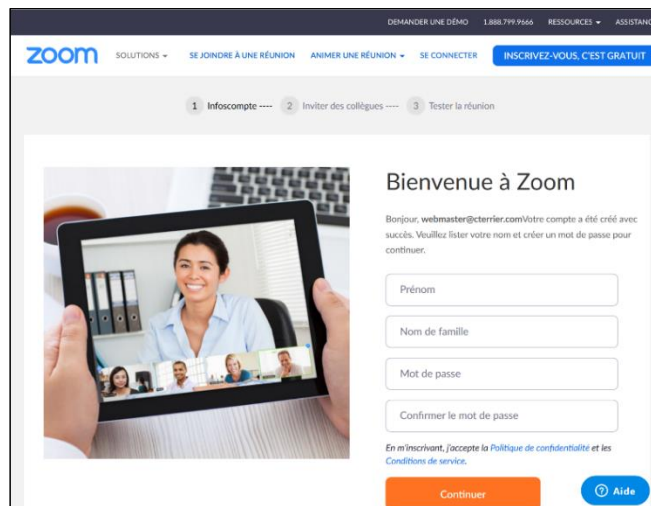 DEMANDER UNE DÉMO 1.888.799.9666 RESSOURCES ASSISTANC
zoom SOLUTIONS SE JOINDRE À UNE RÉUNION ANIMER UNE RÉUNION SE CONNECTER INSCRIVEZ-VOUS, C'EST GRATUIT
1 Infoscompte ---- 2 Inviter des collègues ---- 3 Tester la réunion
Bienvenue à Zoom
Bonjour, webmaster@cterrier.comVotre compte a été créé avec
succès. Veuillez lister votre nom et créer un mot de passe pour
continuer.
Prénom
Nom de famille
Mot de passe
Confirmer le mot de passe
En m'inscrivant, j'accepte la Politique de confidentialité et les
Conditions de service.
Continuer
Aide